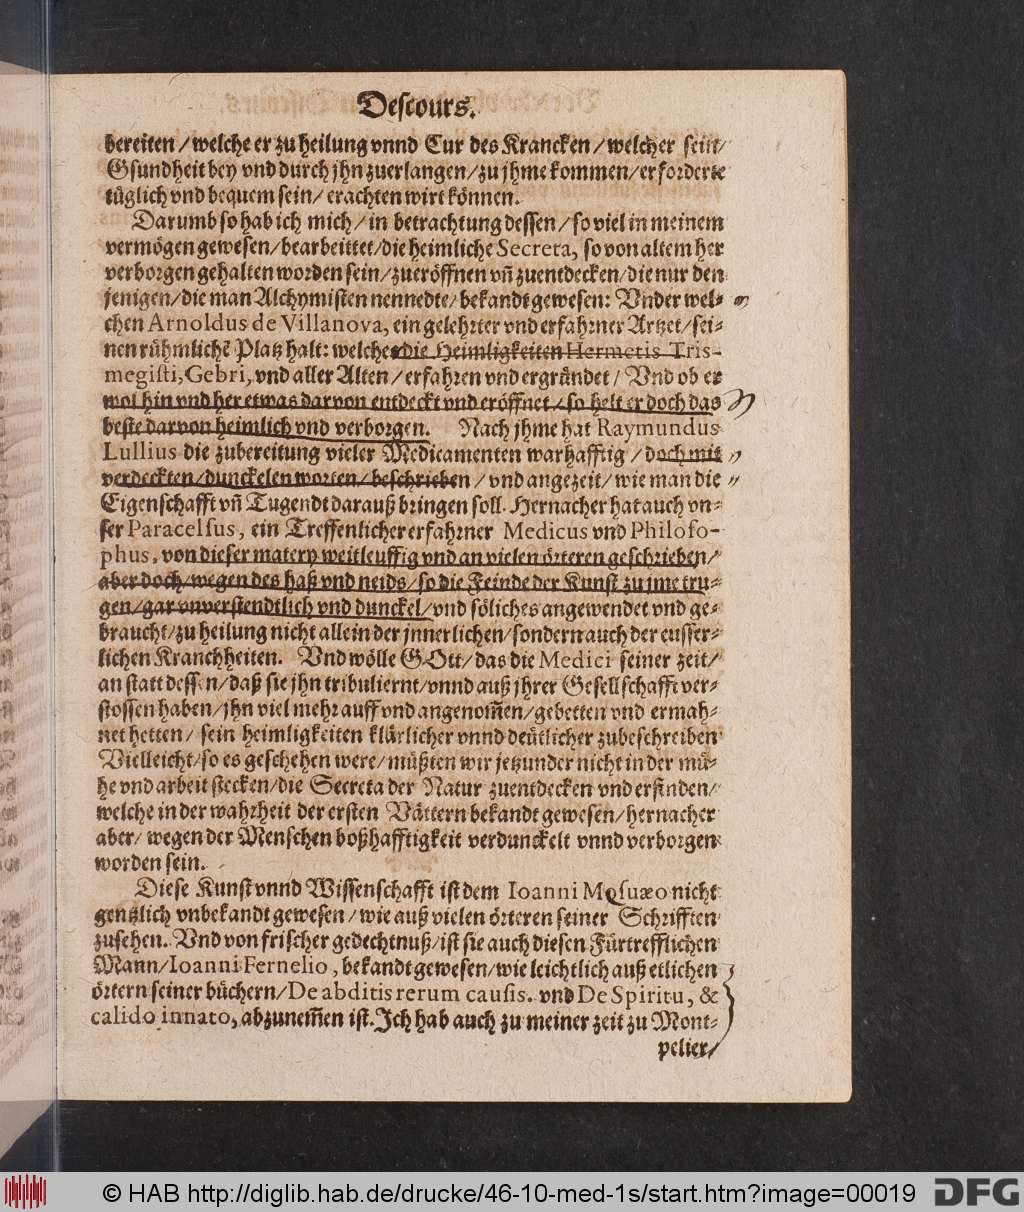 Descours.
bereiten/welche er zu heilung vnnd Cur des Krancken/welcher sein/
Gsundheit bey vnd durch jhn zuerlangen/zu jhme kommen/erforderte
tüglich vnd bequem sein/erachten wirt können.
Darumb so hab ich mich/in betrachtung dessen/so viel in meinem
vermögen gewesen/bearbeittet/die heimliche Secreta, so von altem her
verborgen gehalten worden sein/zueröffnen vñ zuentdecken/die nur den
jenigen/die man Alchymisten nennedte/bekandt gewesen: Vnder wel-
chen Arnoldus de Villanova, ein gelehrter vnd erfahrner Artzet/sei-
nen rühmlichẽ Platz halt: welcher die Heimligkeiten Hermetis Tris-
megisti, Gebri, vnd aller Alten/erfahren vnd ergründet/Vnd ob er
wol hin vnd her etwas darvon entdeckt vnd eröffnet/so helt er doch das
beste darvon heimlich vnd verborgen. Nach jhme hat Raymundus
Lullius die zubereitung vieler Medicamenten warhafftig/doch mit
verdeckten/dunckelen worten/beschrieben/vnd angezeit/wie man die
Eigenschafft vñ Tugendt darauß bringen soll. Hernacher hat auch vn-
ser Paracelsus, ein Treffenlicher erfahrner Medicus vnd Philoso-
phus, von dieser matery weitleuffig vnd an vielen örteren geschrieben/
aber doch/wegen des haß vnd neids/so die Feinde der Kunst zu jme tru-
gen/gar vnverstendtlich vnd dunckel/vnd söliches angewendet vnd ge-
braucht/zu heilung nicht allein der jnnerlichen/sondern auch der eusser-
lichen Kranchheiten. Vnd wölle GOtt/das die Medici seiner zeit/
an statt dessen/daß sie jhn tribuliernt/vnnd auß jhrer Gesellschafft ver-
stossen haben/jhn viel mehr auff vnd angenom̃en/gebetten vnd ermah-
net hetten/sein heimligkeiten klärlicher vnnd deütlicher zubeschreiben
Vielleicht/so es geschehen were/müßten wir jetzunder nicht in der mü-
he vnd arbeit stecken/die Secreta der Natur zuentdecken vnd erfinden/
welche in der wahrheit der ersten Vättern bekandt gewesen/hernacher
aber/wegen der Menschen boßhafftigkeit verdunckelt vnnd verborgen
worden sein.
Diese Kunst vnnd Wissenschafft ist dem Ioanni Mesuæo nicht
gentzlich vnbekandt gewesen/wie auß vielen örteren seiner Schrifften
zusehen. Vnd von frischer gedechtnuß/ist sie auch diesen Fürtrefflichen
Mann/Ioanni Fernelio, bekandt gewesen/wie leichtlich auß etlichen
örtern seiner büchern/De abditis rerum causis. vnd De Spiritu, &
calido innato, abzunem̃en ist. Ich hab auch zu meiner zeit zu Mont-
pelier/
© HAB http://diglib.hab.de/drucke/46-10-med-1s/start.htm?image=00019
DFG